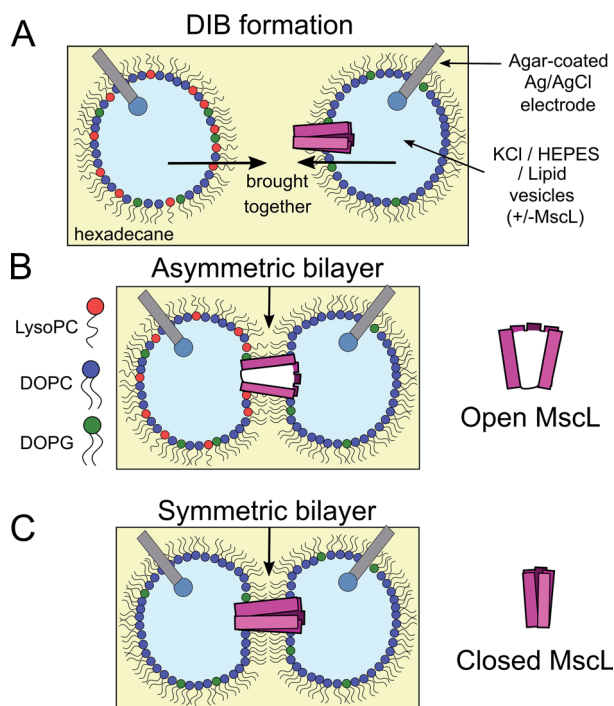 A
DIB formation
Agar-coated
Ag/AgCl
electrode
KCl / HEPES
/ Lipid
vesicles
(+/-MscL)
brought
together
hexadecane
B
Asymmetric bilayer
LysoPC
DOPC
DOPG
Open MscL
C
Symmetric bilayer
Closed MscL